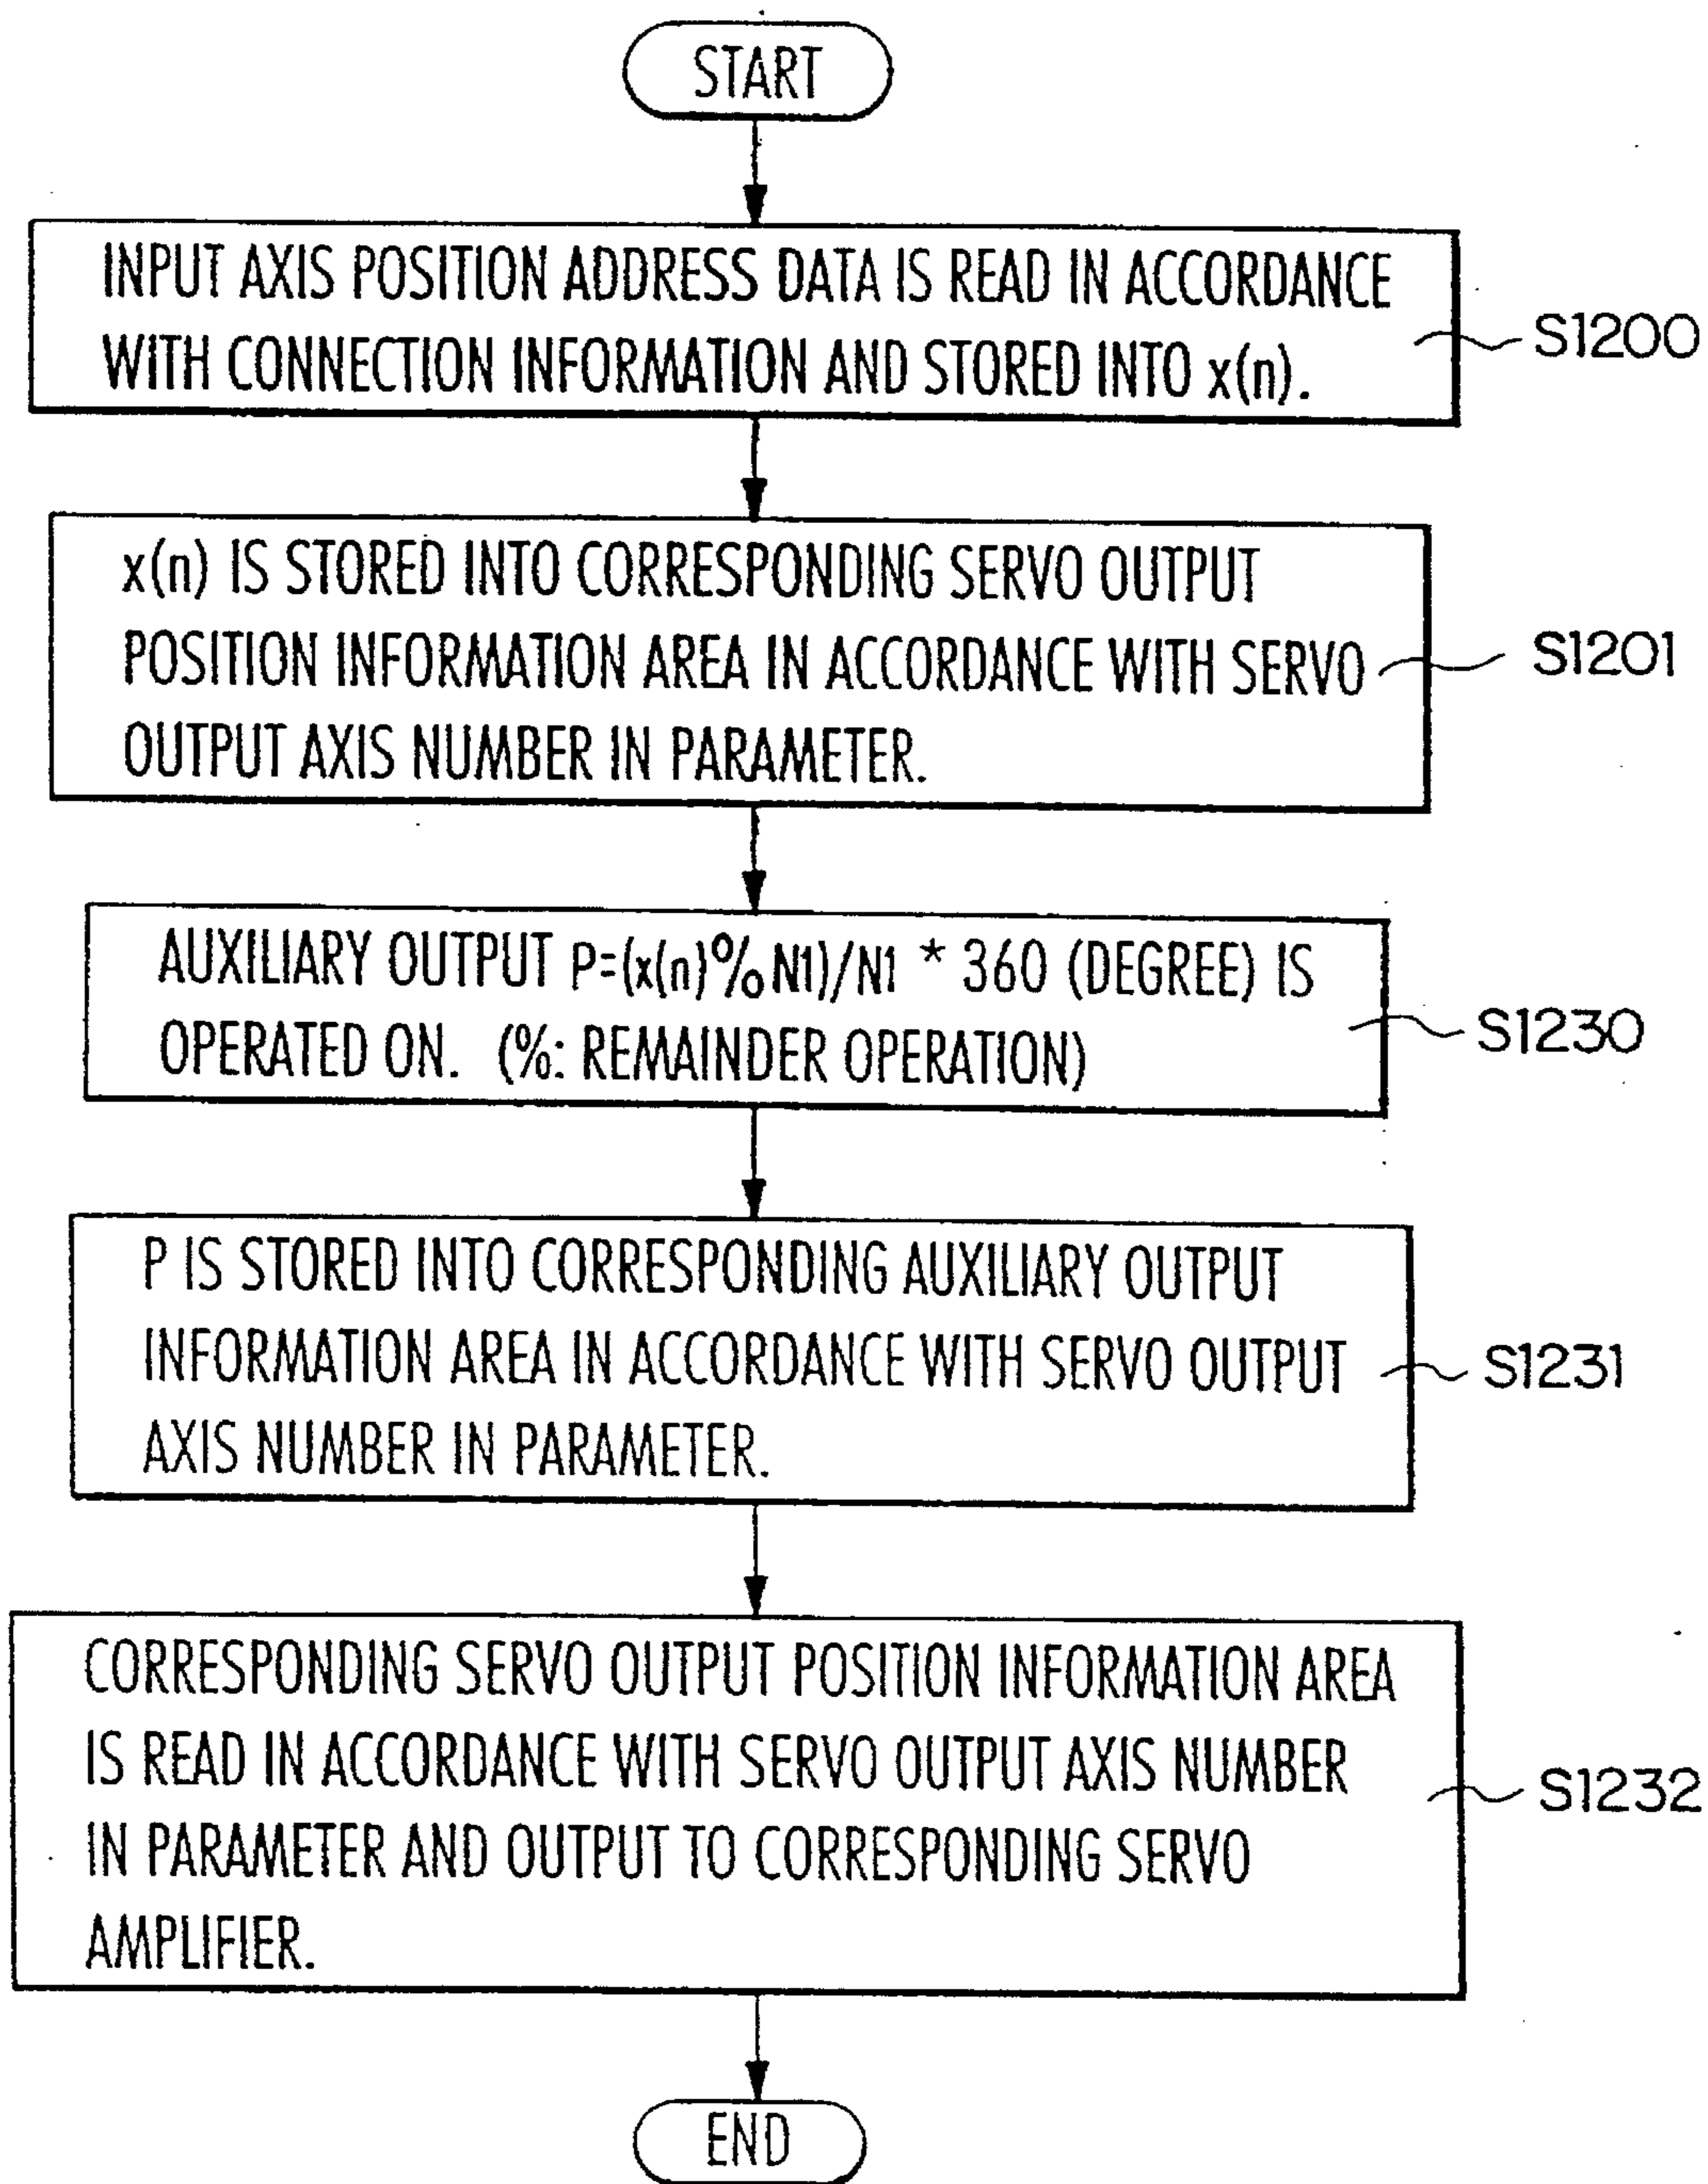 START
INPUT AXIS POSITION ADDRESS DATA IS READ IN ACCORDANCE
WITH CONNECTION INFORMATION AND STORED INTO x(n).
S1200
x(n) IS STORED INTO CORRESPONDING SERVO OUTPUT
POSITION INFORMATION AREA IN ACCORDANCE WITH SERVO
OUTPUT AXIS NUMBER IN PARAMETER.
S1201
AUXILIARY OUTPUT P=(x(n)%N1)/N1 * 360 (DEGREE) IS
OPERATED ON. (%: REMAINDER OPERATION)
S1230
P IS STORED INTO CORRESPONDING AUXILIARY OUTPUT
INFORMATION AREA IN ACCORDANCE WITH SERVO OUTPUT
AXIS NUMBER IN PARAMETER.
S1231
CORRESPONDING SERVO OUTPUT POSITION INFORMATION AREA
IS READ IN ACCORDANCE WITH SERVO OUTPUT AXIS NUMBER
IN PARAMETER AND OUTPUT TO CORRESPONDING SERVO
AMPLIFIER.
S1232
END